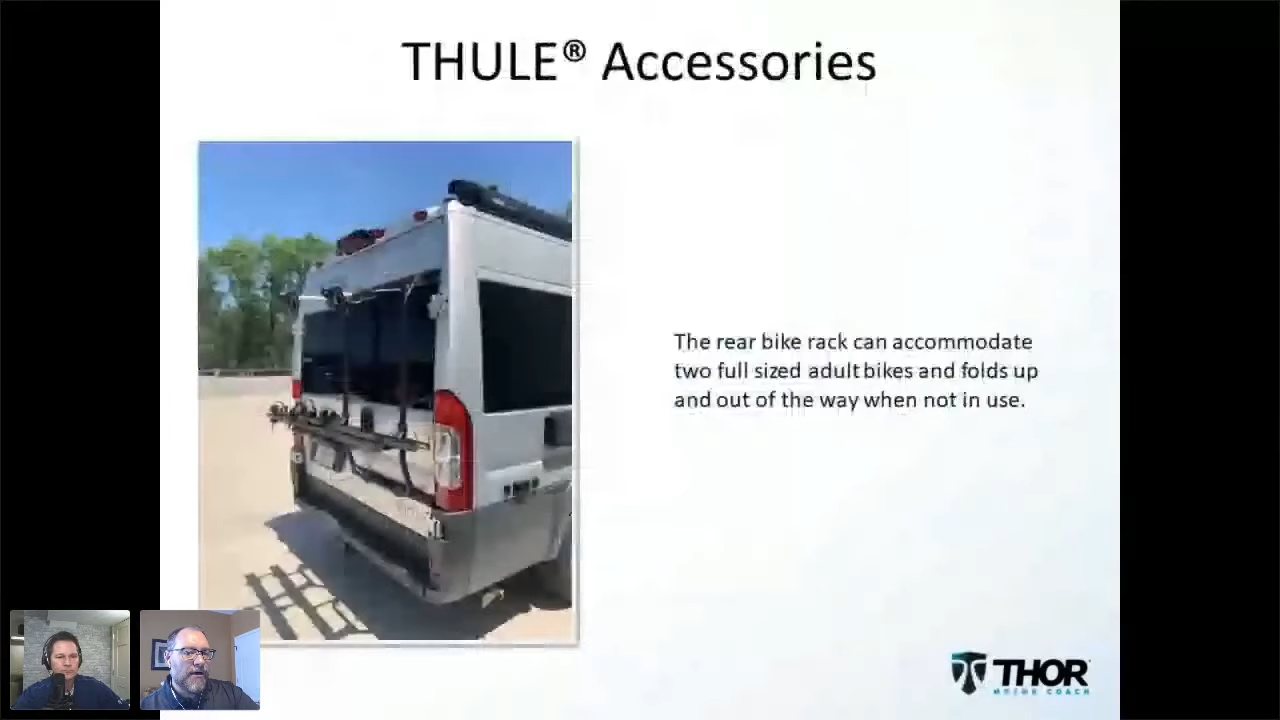 THULE® Accessories
The rear bike rack can accommodate
two full sized adult bikes and folds up
and out of the way when not in use.
THOR
MOTOR COACH